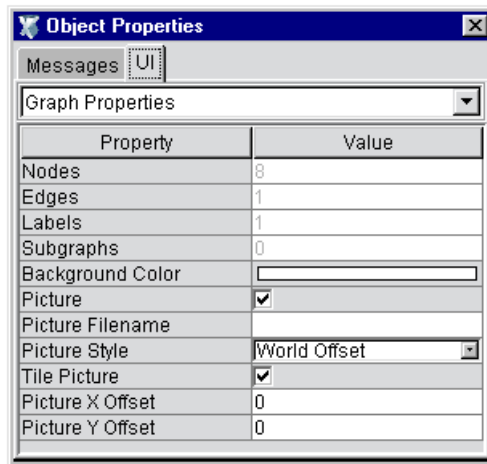 Object Properties
Messages UI
Graph Properties
Property Value
Nodes 8
Edges 1
Labels 1
Subgraphs 0
Background Color
Picture
Picture Filename
Picture Style World Offset
Tile Picture
Picture X Offset 0
Picture Y Offset 0